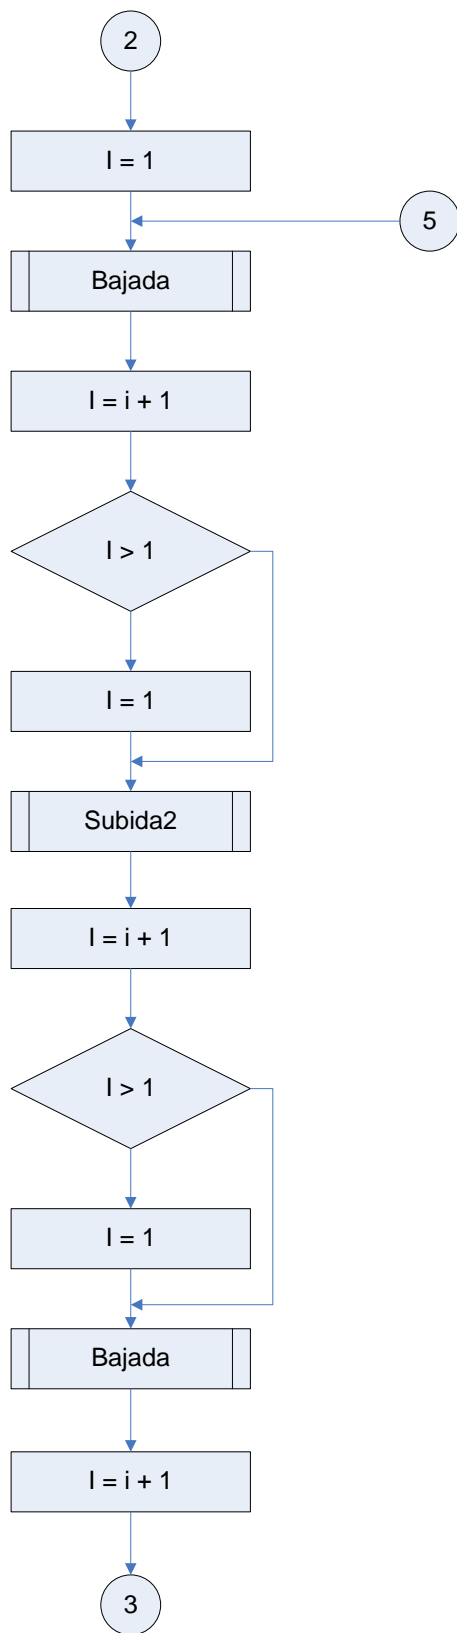 2
I = 1
5
Bajada
I = i + 1
I > 1
I = 1
Subida2
I = i + 1
I > 1
I = 1
Bajada
I = i + 1
3